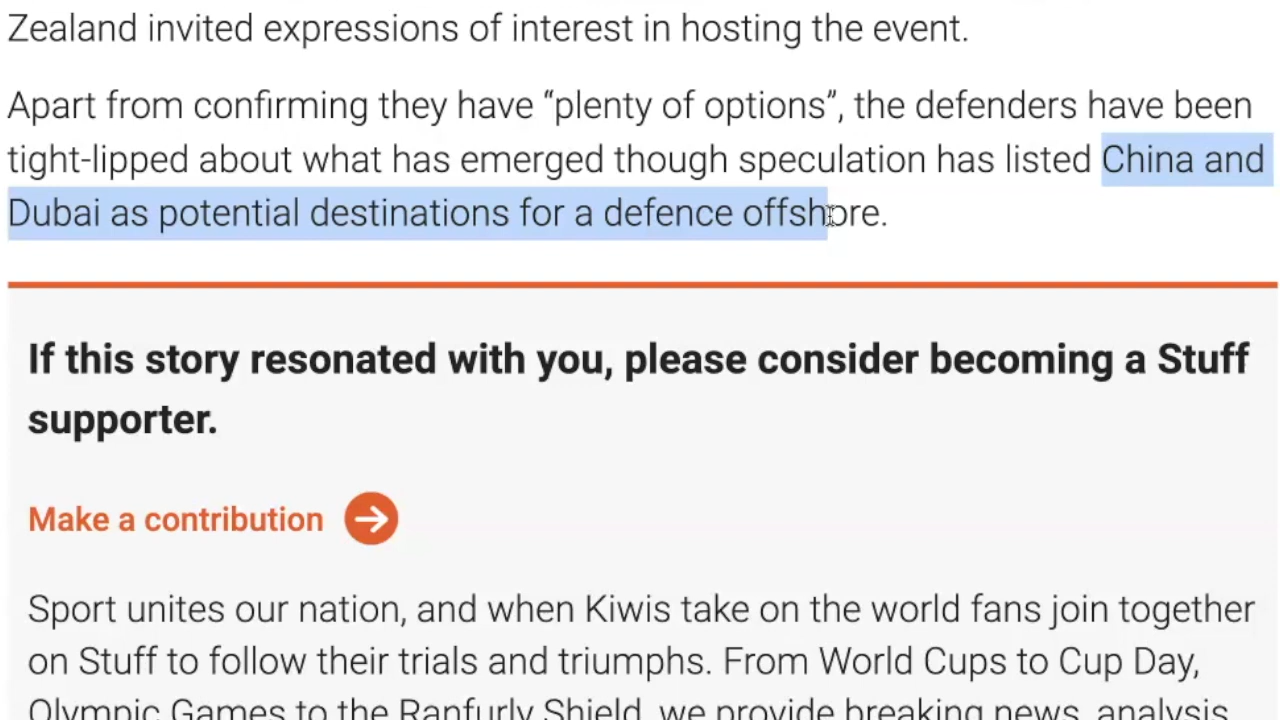 Zealand invited expressions of interest in hosting the event.
Apart from confirming they have “plenty of options”, the defenders have been
tight-lipped about what has emerged though speculation has listed China and
Dubai as potential destinations for a defence offshore.
If this story resonated with you, please consider becoming a Stuff
supporter.
Make a contribution
Sport unites our nation, and when Kiwis take on the world fans join together
on Stuff to follow their trials and triumphs. From World Cups to Cup Day,
Olympic Games to the Ranfurly Shield, we provide breaking news, analysis